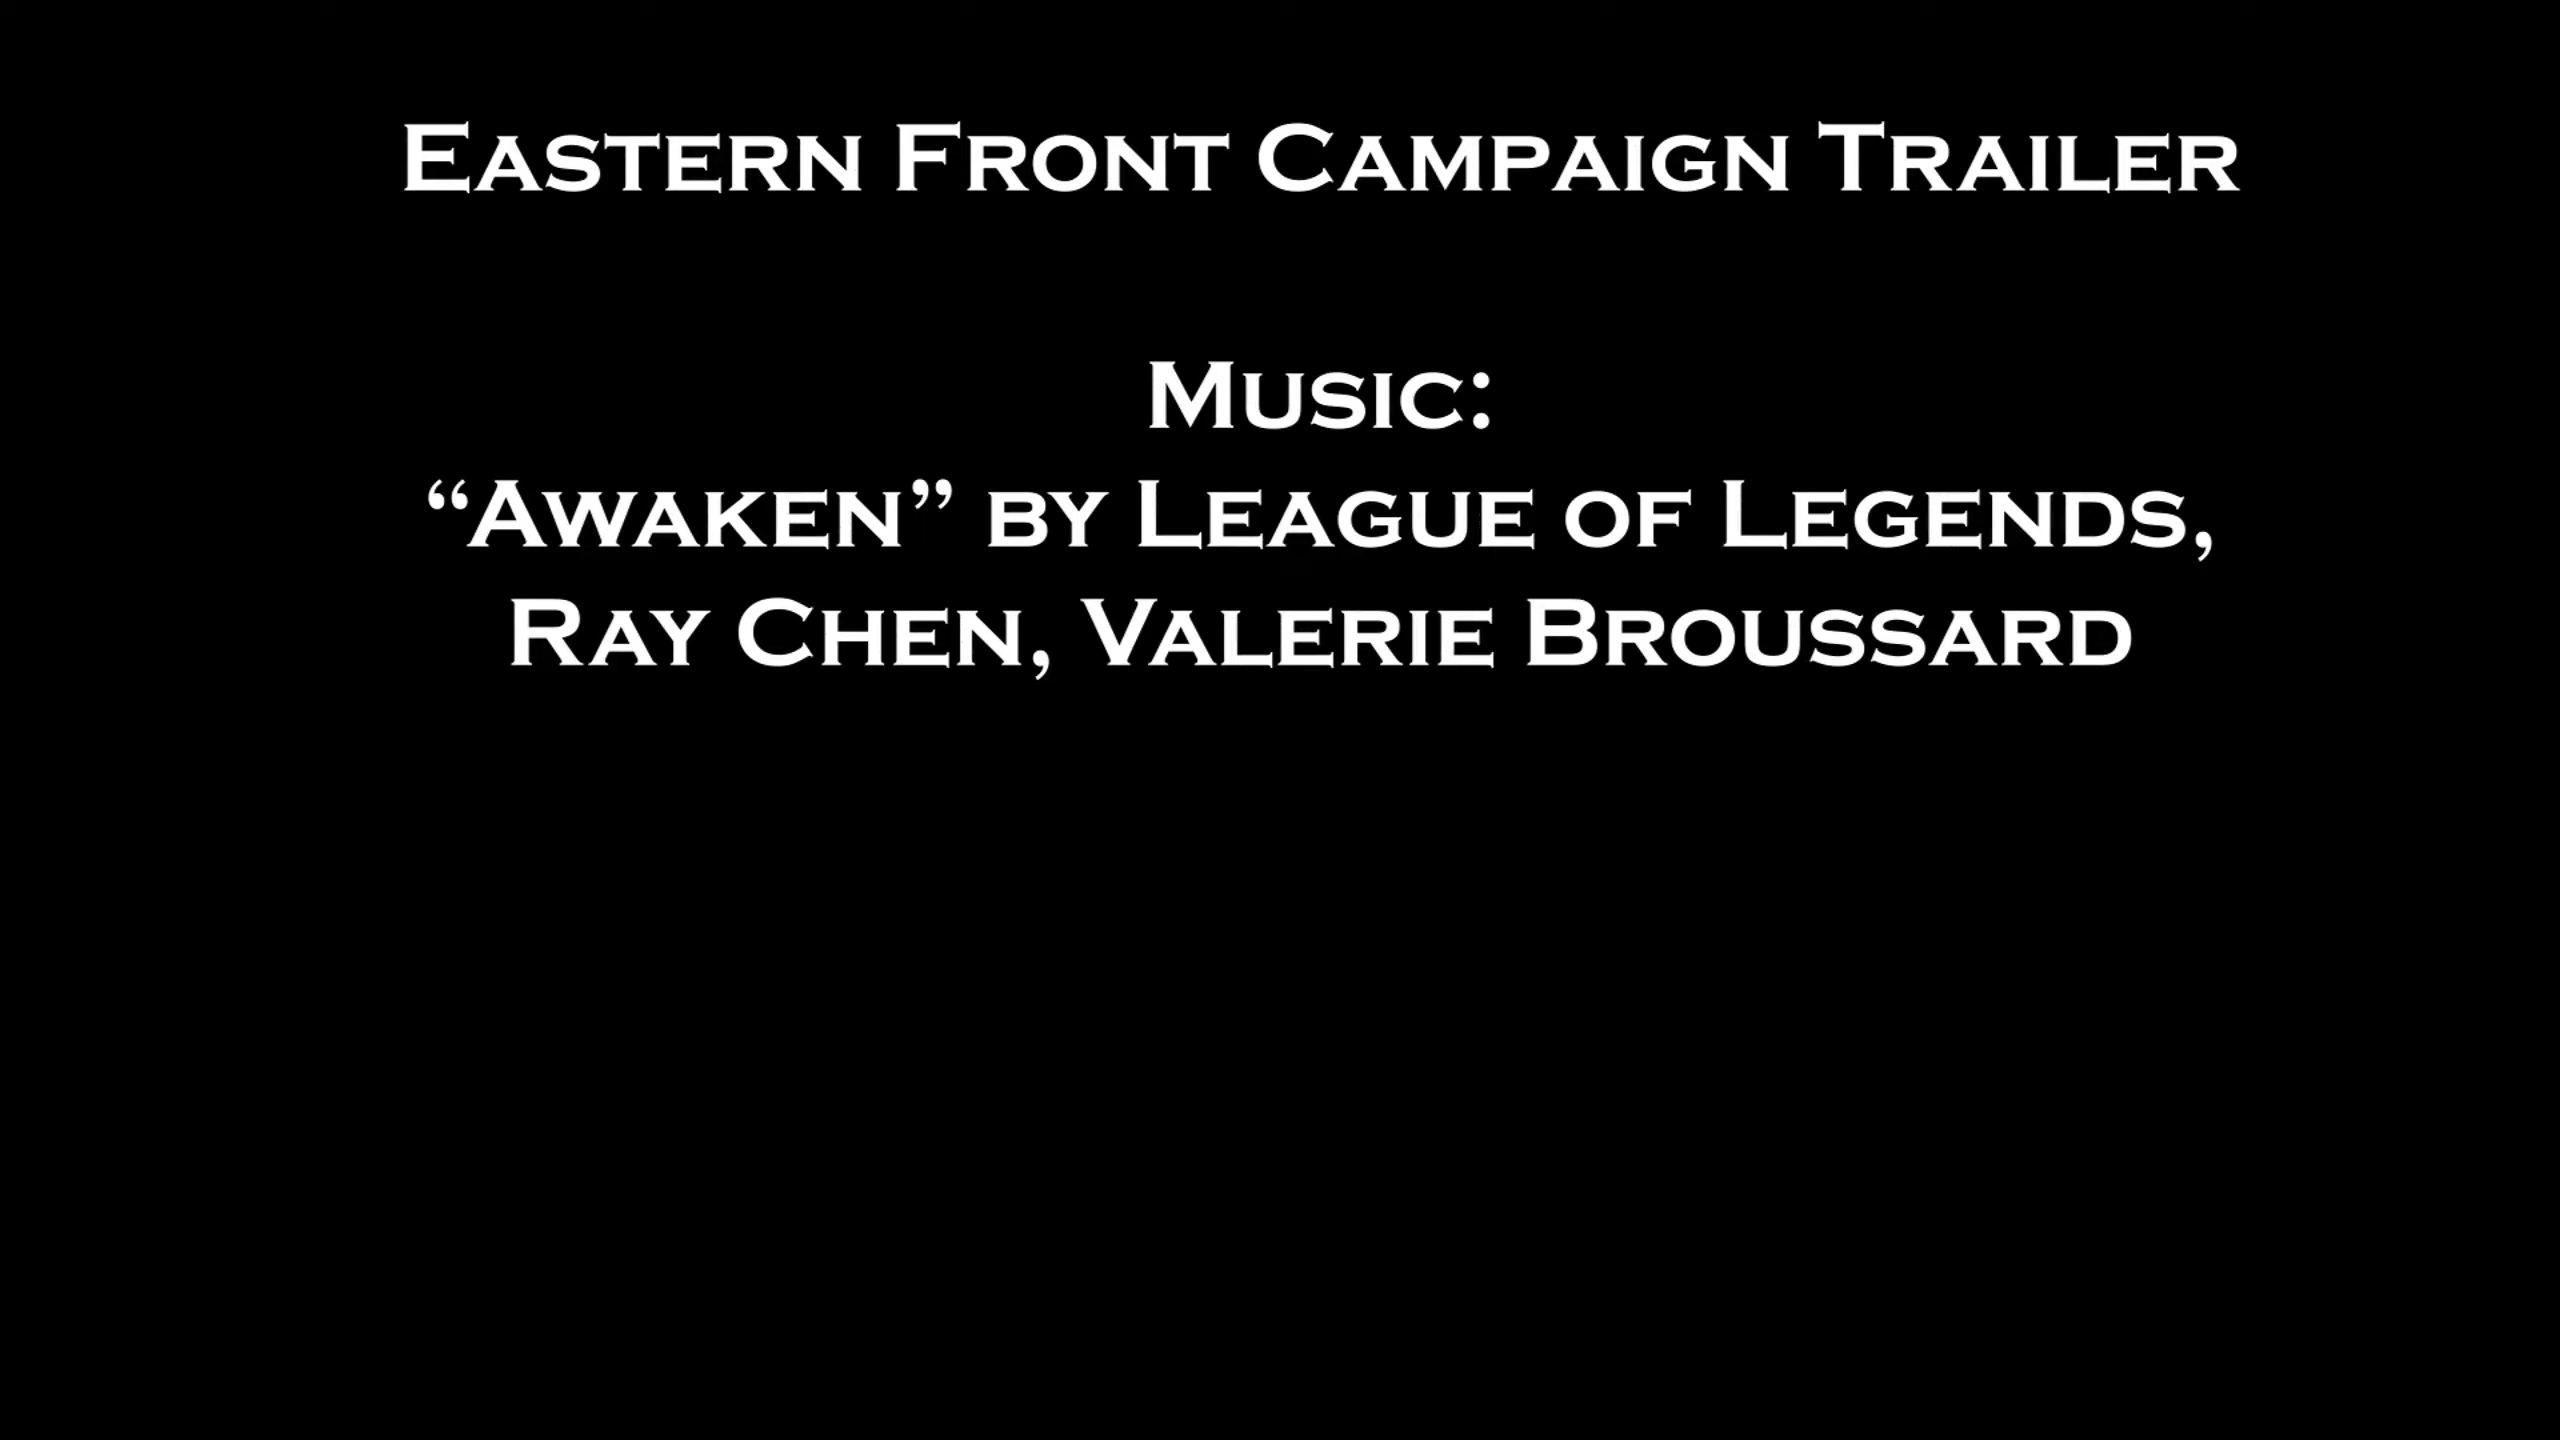 Eastern Front Campaign Trailer
Music:
“Awaken” by League of Legends,
Ray Chen, Valerie Broussard